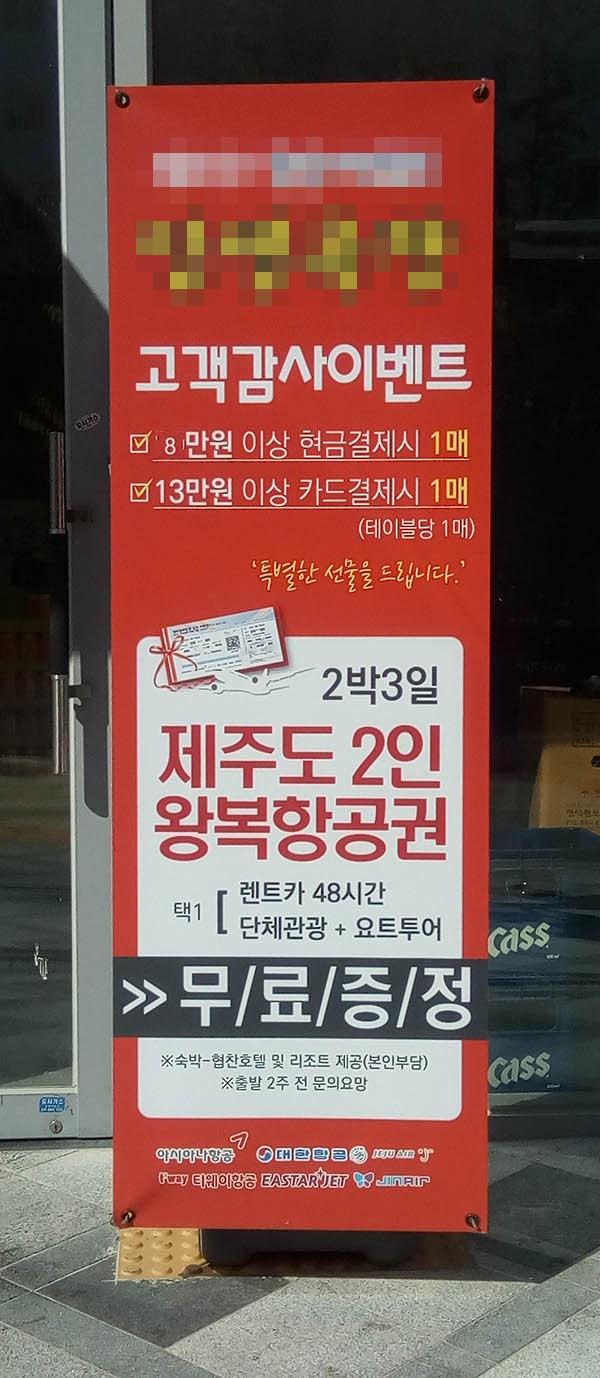 고객감사이벤트
☑ 8만원 이상 현금결제시 1매
☑ 13만원 이상 카드결제시 1매
(테이블당 1매)
'특별한 선물을 드립니다.'
2박3일
제주도 2인
왕복항공권
택1 [ 렌트카 48시간
단체관광 + 요트투어
>> 무/료/증/정
※숙박-협찬호텔 및 리조트 제공(본인부담)
※출발 2주 전 문의요망
아시아나항공 대한항공 JEJU AIR
t'way 티웨이항공 EASTAR JET JINAIR
Cass
Cass
도시가스